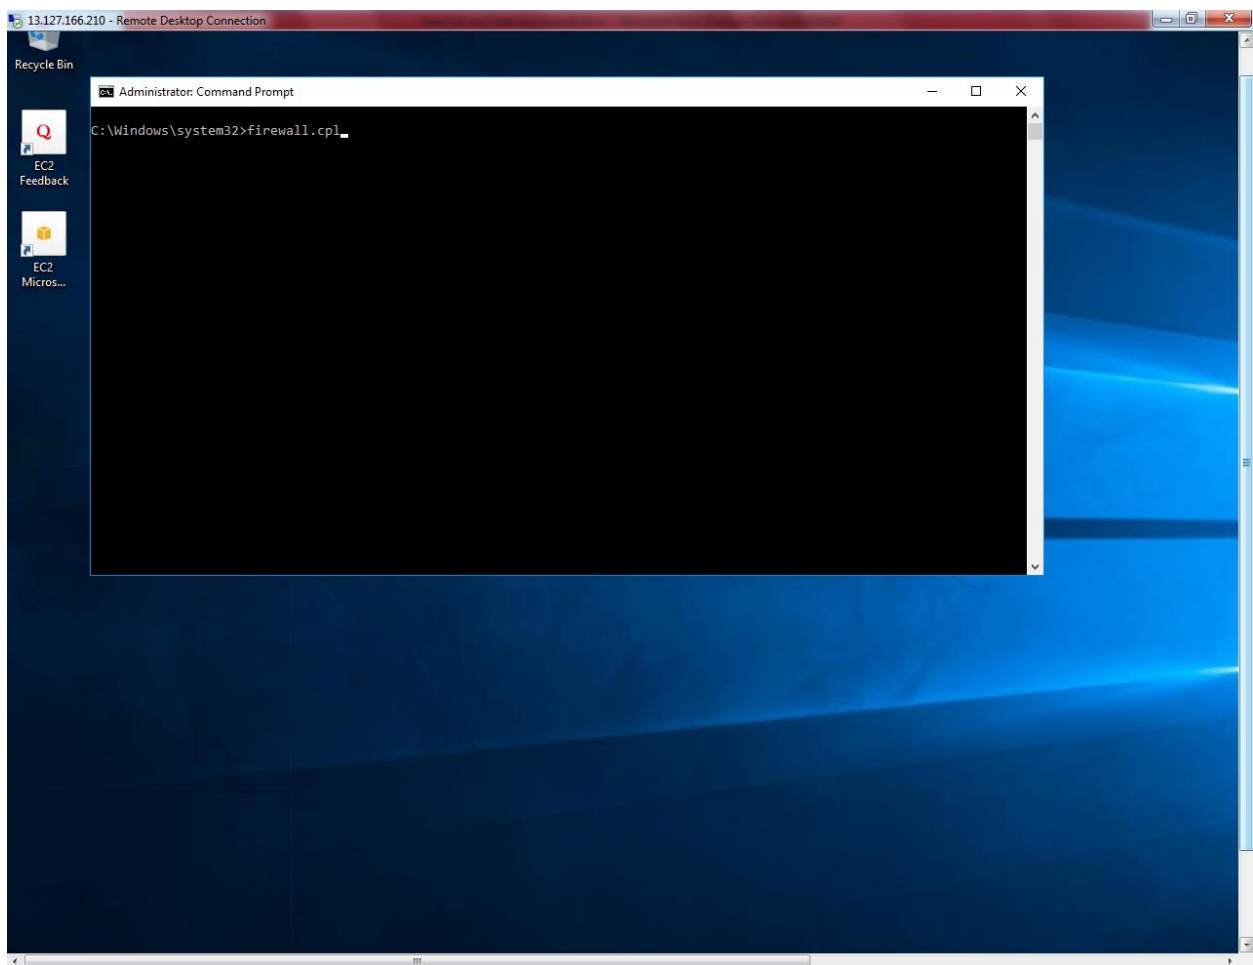 13.127.166.210 - Remote Desktop Connection
Recycle Bin
Administrator: Command Prompt
C:\Windows\system32>firewall.cpl
Q
EC2
Feedback
EC2
Micros...